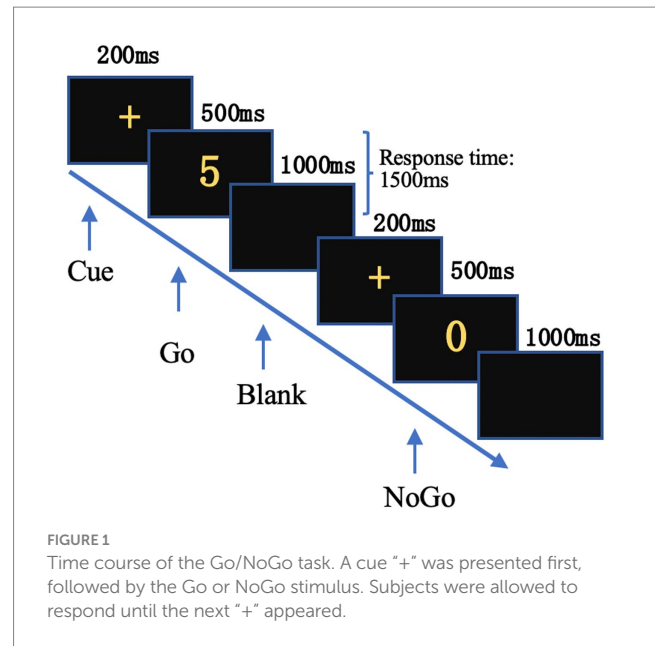 200ms
+
500ms
5
1000ms
Response time:
1500ms
200ms
+
500ms
0
1000ms
Cue
Go
Blank
NoGo
FIGURE 1
Time course of the Go/NoGo task. A cue “+” was presented first,
followed by the Go or NoGo stimulus. Subjects were allowed to
respond until the next “+” appeared.